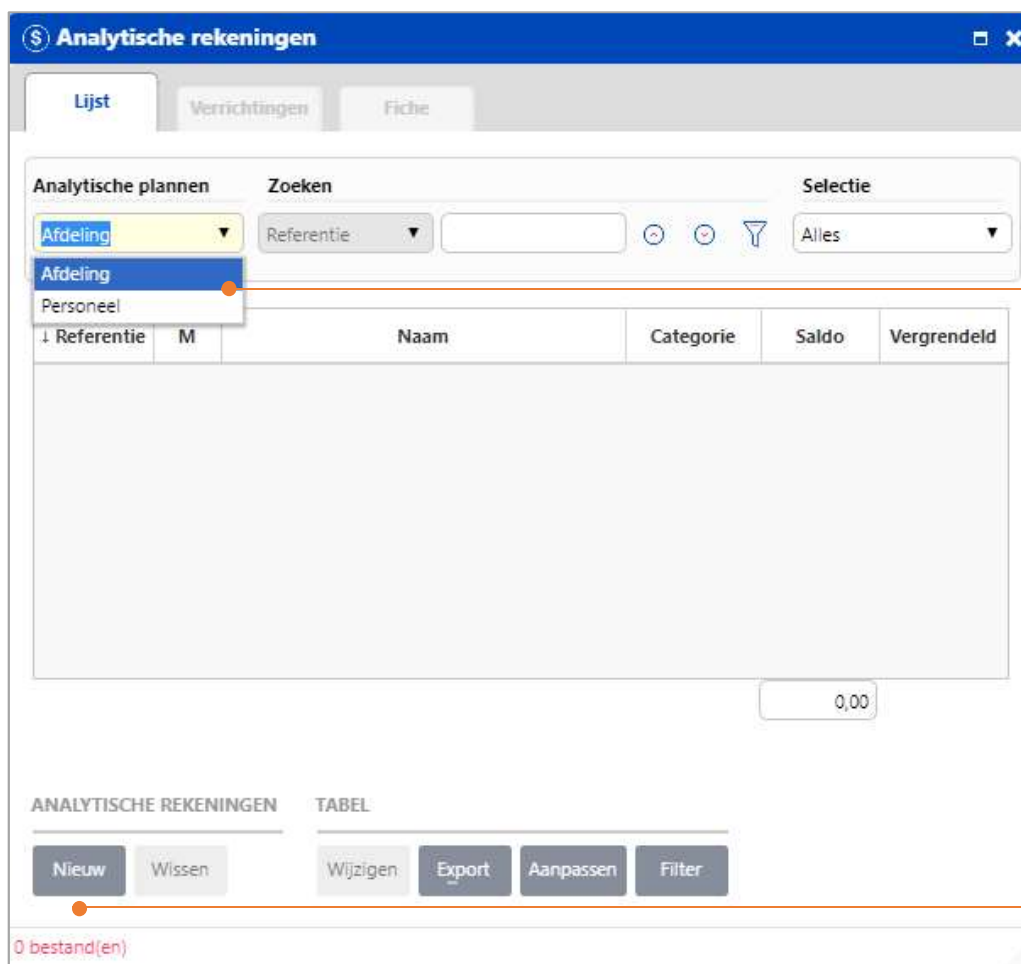 Analytische rekeningen
Lijst Verrichtingen Fiche
Analytische plannen Zoeken Selectie
Afdeling Referentie Alles
Afdeling
Personeel
↓ Referentie M Naam Categorie Saldo Vergrendeld
0,00
ANALYTISCHE REKENINGEN TABEL
Nieuw Wissen Wijzigen Export Aanpassen Filter
0 bestand(en)